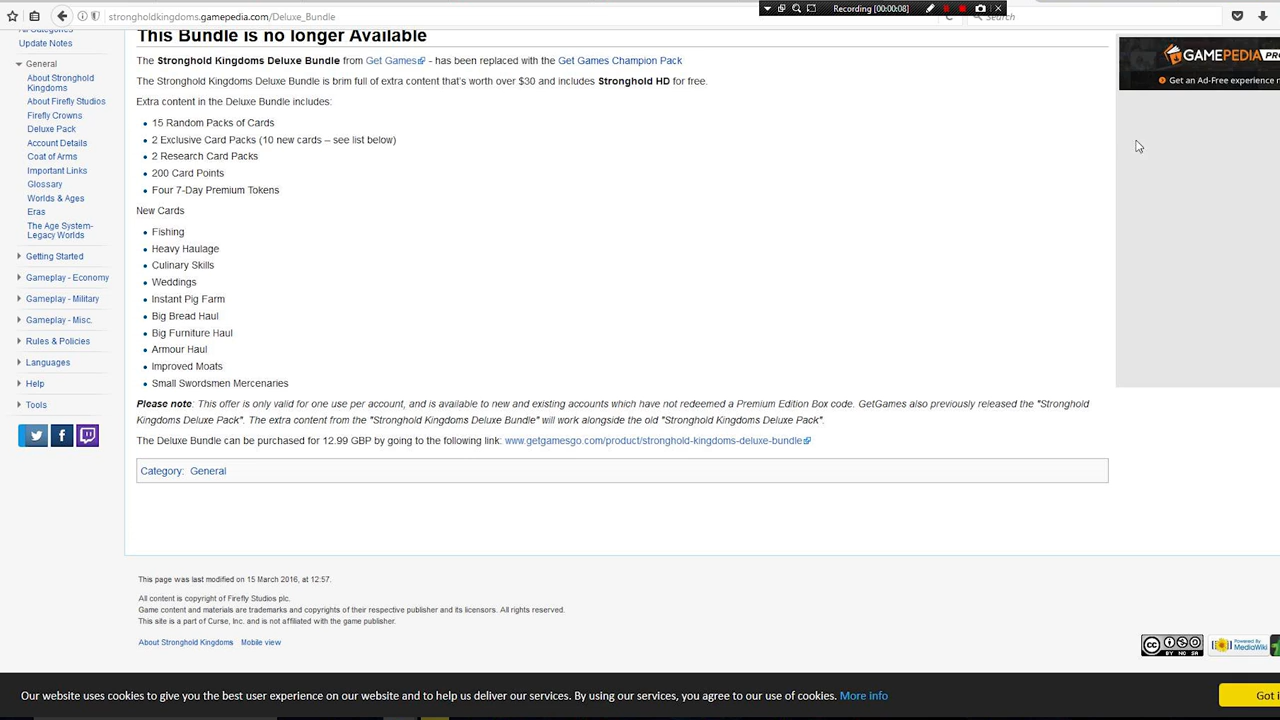 strongholdkingdoms.gamepedia.com/Deluxe_Bundle
Recording [00:00:08]
Search
Update Notes
General
About Stronghold
Kingdoms
About Firefly Studios
Firefly Crowns
Deluxe Pack
Account Details
Coat of Arms
Important Links
Glossary
Worlds & Ages
Eras
The Age System-
Legacy Worlds
Getting Started
Gameplay - Economy
Gameplay - Military
Gameplay - Misc.
Rules & Policies
Languages
Help
Tools
This Bundle is no longer Available
The Stronghold Kingdoms Deluxe Bundle from Get Games - has been replaced with the Get Games Champion Pack
The Stronghold Kingdoms Deluxe Bundle is brim full of extra content that's worth over $30 and includes Stronghold HD for free.
Extra content in the Deluxe Bundle includes:
15 Random Packs of Cards
2 Exclusive Card Packs (10 new cards – see list below)
2 Research Card Packs
200 Card Points
Four 7-Day Premium Tokens
New Cards
Fishing
Heavy Haulage
Culinary Skills
Weddings
Instant Pig Farm
Big Bread Haul
Big Furniture Haul
Armour Haul
Improved Moats
Small Swordsmen Mercenaries
Please note: This offer is only valid for one use per account, and is available to new and existing accounts which have not redeemed a Premium Edition Box code. GetGames also previously released the "Stronghold
Kingdoms Deluxe Pack". The extra content from the "Stronghold Kingdoms Deluxe Bundle" will work alongside the old "Stronghold Kingdoms Deluxe Pack".
The Deluxe Bundle can be purchased for 12.99 GBP by going to the following link: www.getgamesgo.com/product/stronghold-kingdoms-deluxe-bundle
Category: General
GAMEPEDIA PR
Get an Ad-Free experience
This page was last modified on 15 March 2016, at 12:57.
All content is copyright of Firefly Studios plc.
Game content and materials are trademarks and copyrights of their respective publisher and its licensors. All rights reserved.
This site is a part of Curse, Inc. and is not affiliated with the game publisher.
About Stronghold Kingdoms Mobile view
cc BY NC SA
Powered By MediaWiki
Our website uses cookies to give you the best user experience on our website and to help us deliver our services. By using our services, you agree to our use of cookies. More info
Got i